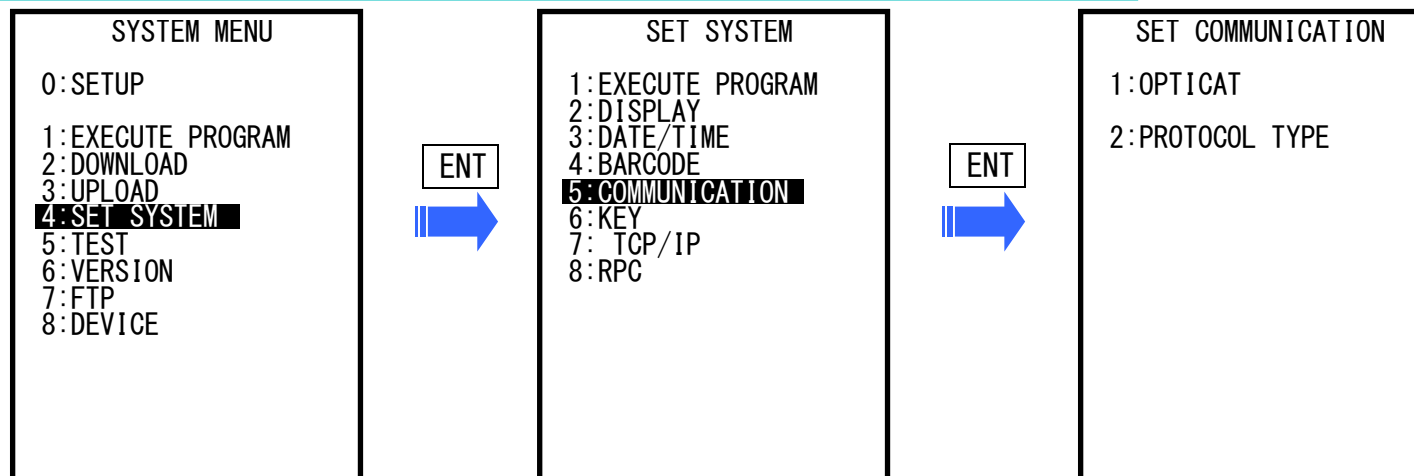 SYSTEM MENU
0:SETUP
1:EXECUTE PROGRAM
2:DOWNLOAD
3:UPLOAD
4:SET SYSTEM
5:TEST
6:VERSION
7:FTP
8:DEVICE
ENT
SET SYSTEM
1:EXECUTE PROGRAM
2:DISPLAY
3:DATE/TIME
4:BARCODE
5:COMMUNICATION
6:KEY
7: TCP/IP
8:RPC
ENT
SET COMMUNICATION
1:OPTICAT
2:PROTOCOL TYPE